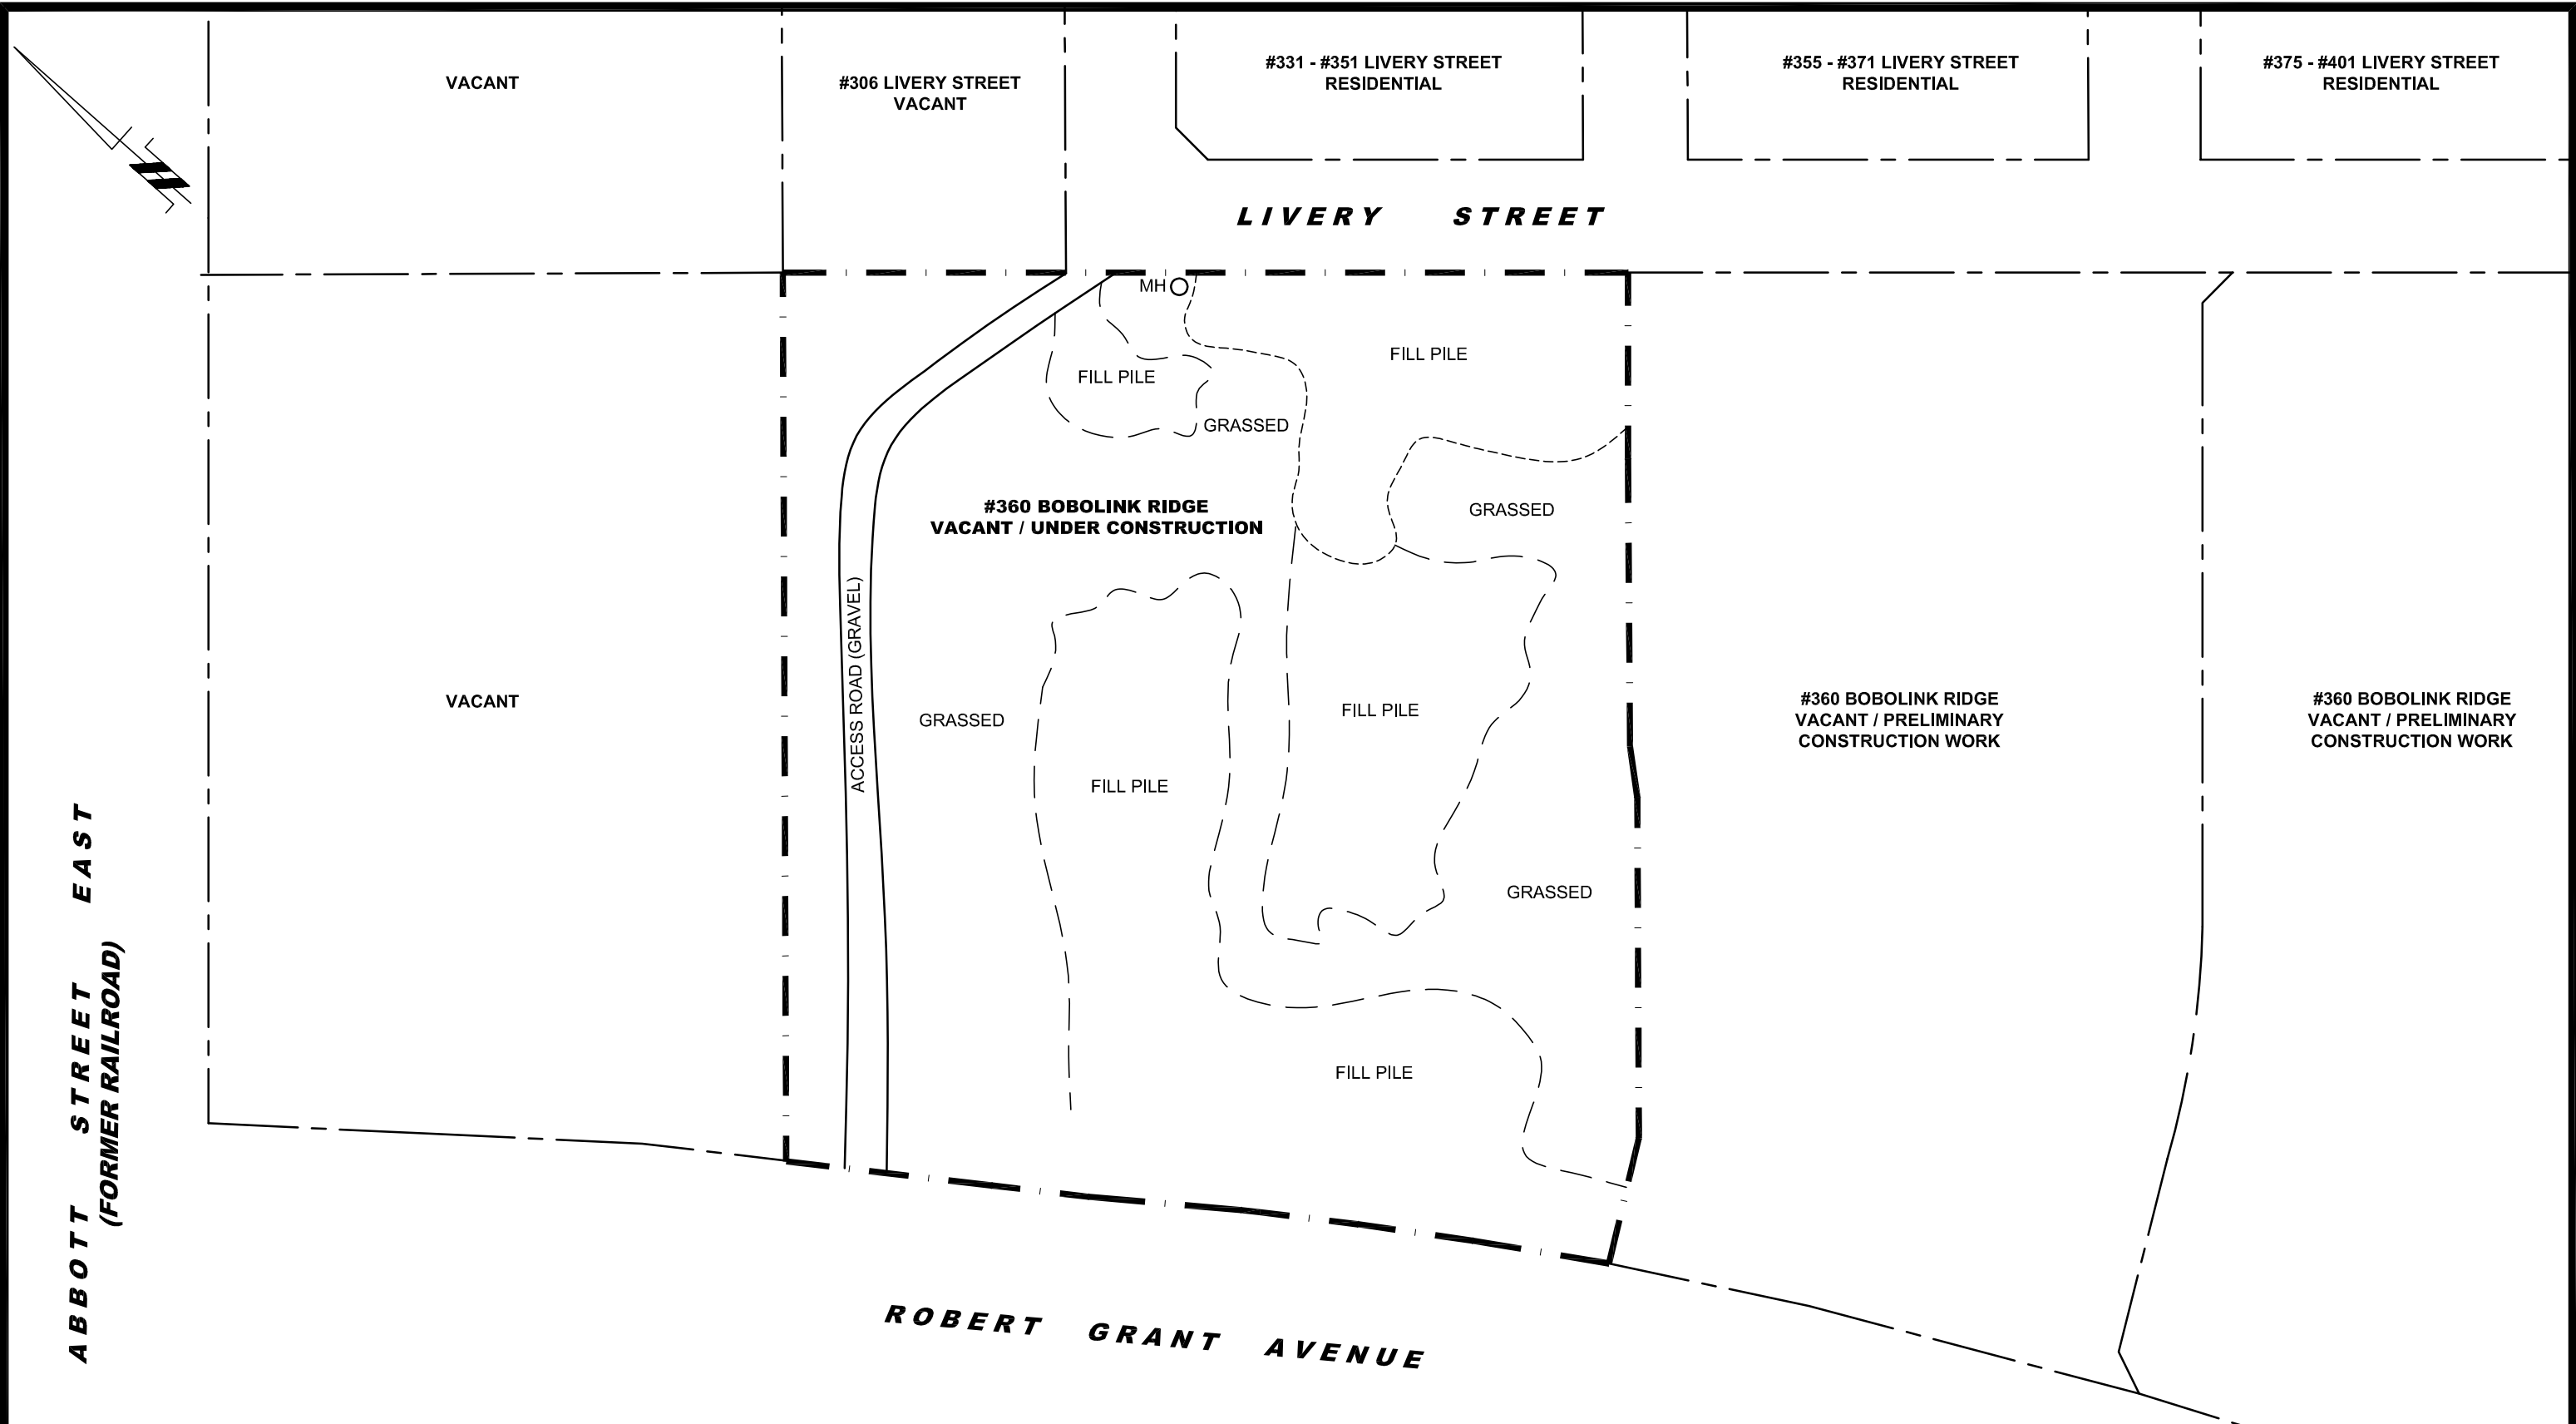 VACANT
#306 LIVERY STREET
VACANT
#331 - #351 LIVERY STREET
RESIDENTIAL
#355 - #371 LIVERY STREET
RESIDENTIAL
#375 - #401 LIVERY STREET
RESIDENTIAL
LIVERY STREET
MH
FILL PILE
FILL PILE
GRASSED
#360 BOBOLINK RIDGE
VACANT / UNDER CONSTRUCTION
GRASSED
ACCESS ROAD (GRAVEL)
VACANT
GRASSED
FILL PILE
FILL PILE
#360 BOBOLINK RIDGE
VACANT / PRELIMINARY
CONSTRUCTION WORK
#360 BOBOLINK RIDGE
VACANT / PRELIMINARY
CONSTRUCTION WORK
GRASSED
FILL PILE
ABBOTT STREET EAST
(FORMER RAILROAD)
ROBERT GRANT AVENUE